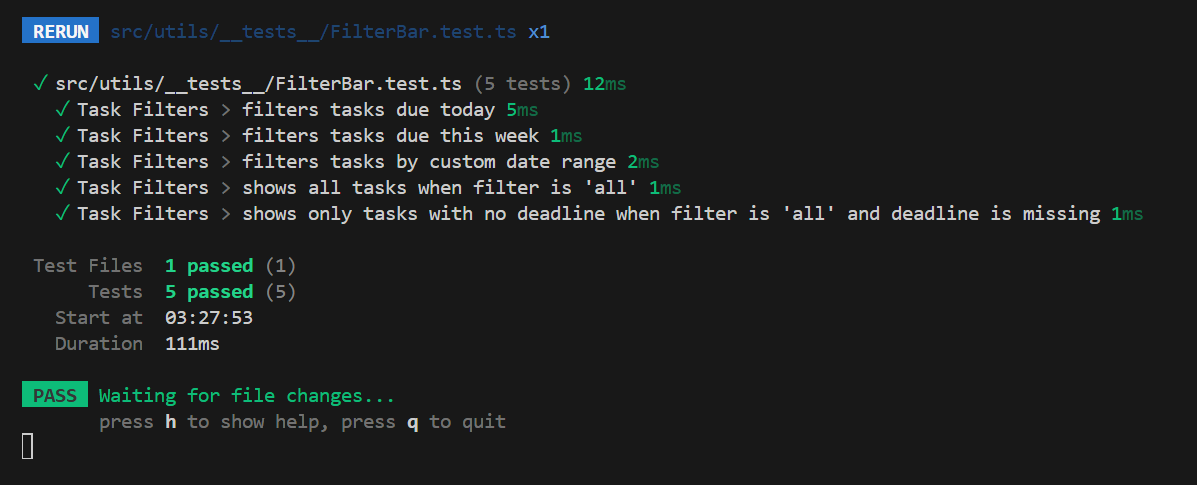 RERUN src/utils/__tests__/FilterBar.test.ts x1
✓ src/utils/__tests__/FilterBar.test.ts (5 tests) 12ms
✓ Task Filters > filters tasks due today 5ms
✓ Task Filters > filters tasks due this week 1ms
✓ Task Filters > filters tasks by custom date range 2ms
✓ Task Filters > shows all tasks when filter is 'all' 1ms
✓ Task Filters > shows only tasks with no deadline when filter is 'all' and deadline is missing 1ms
Test Files 1 passed (1)
Tests 5 passed (5)
Start at 03:27:53
Duration 111ms
PASS Waiting for file changes...
press h to show help, press q to quit